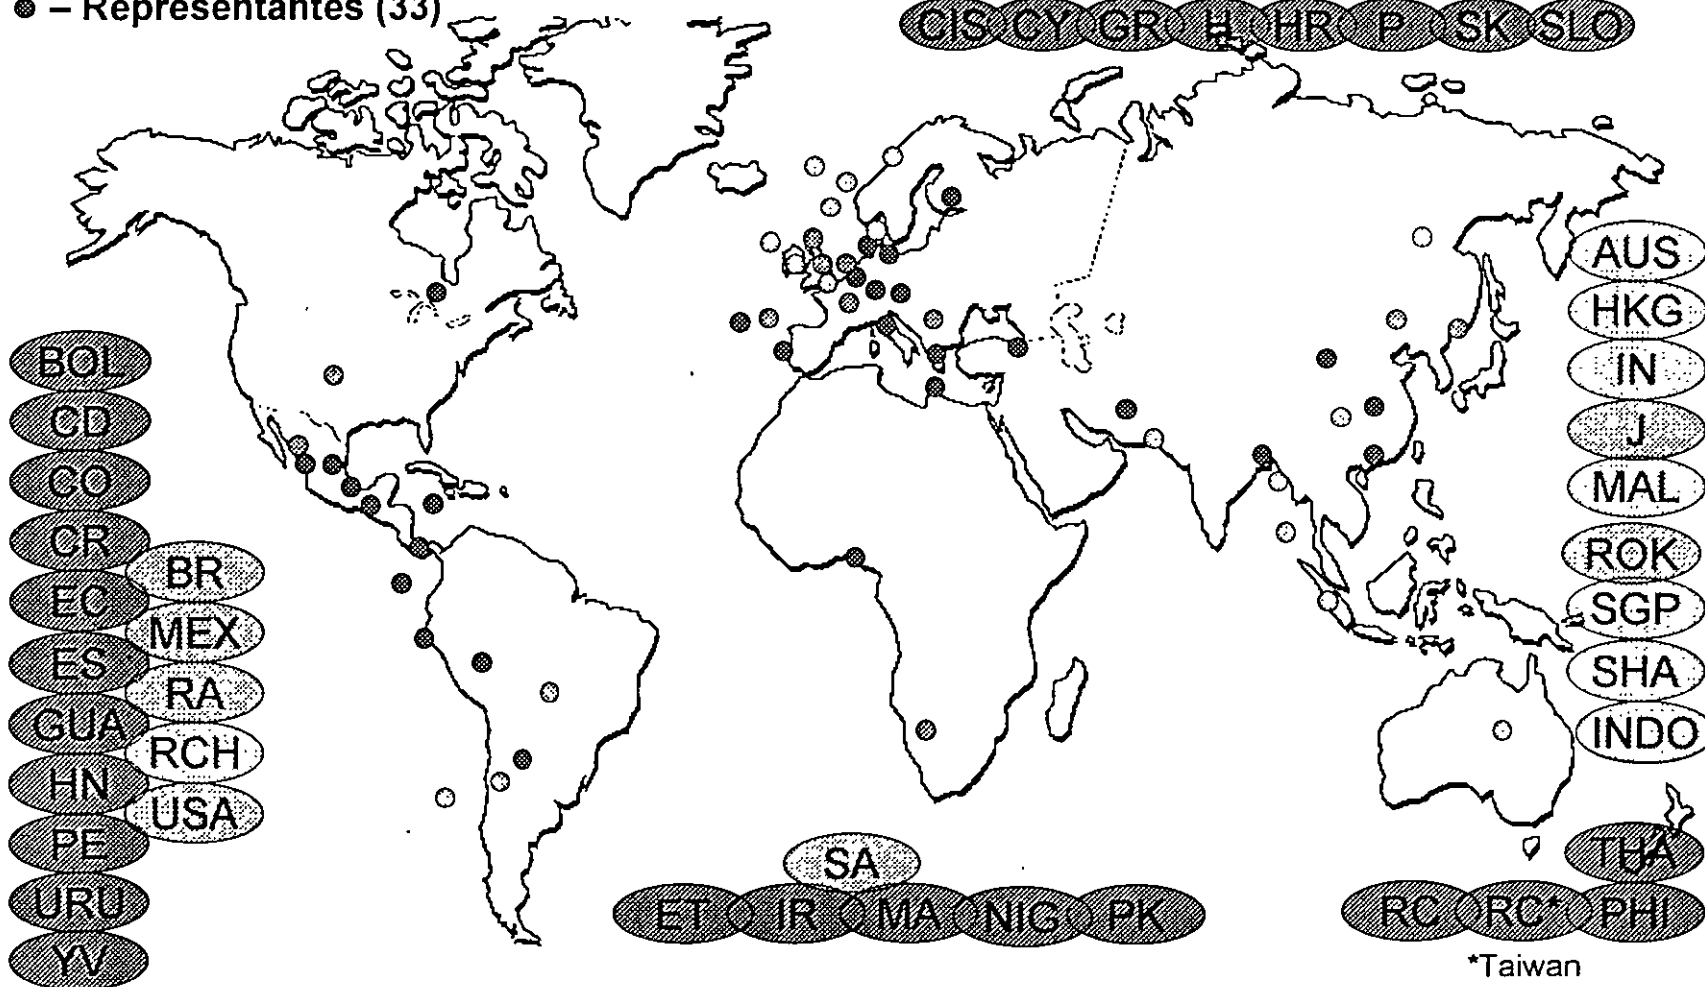 – Representantes (33)
CIS CY GR H HR P SK SLO
AUS
HKG
IN
J
MAL
ROK
SGP
SHA
INDO
BOL
CD
CO
CR
EC
ES
GUA
HN
PE
URU
YV
BR
MEX
RA
RCH
USA
SA
ET IR MA NIG PK
THA
RC RC* PHI
*Taiwan